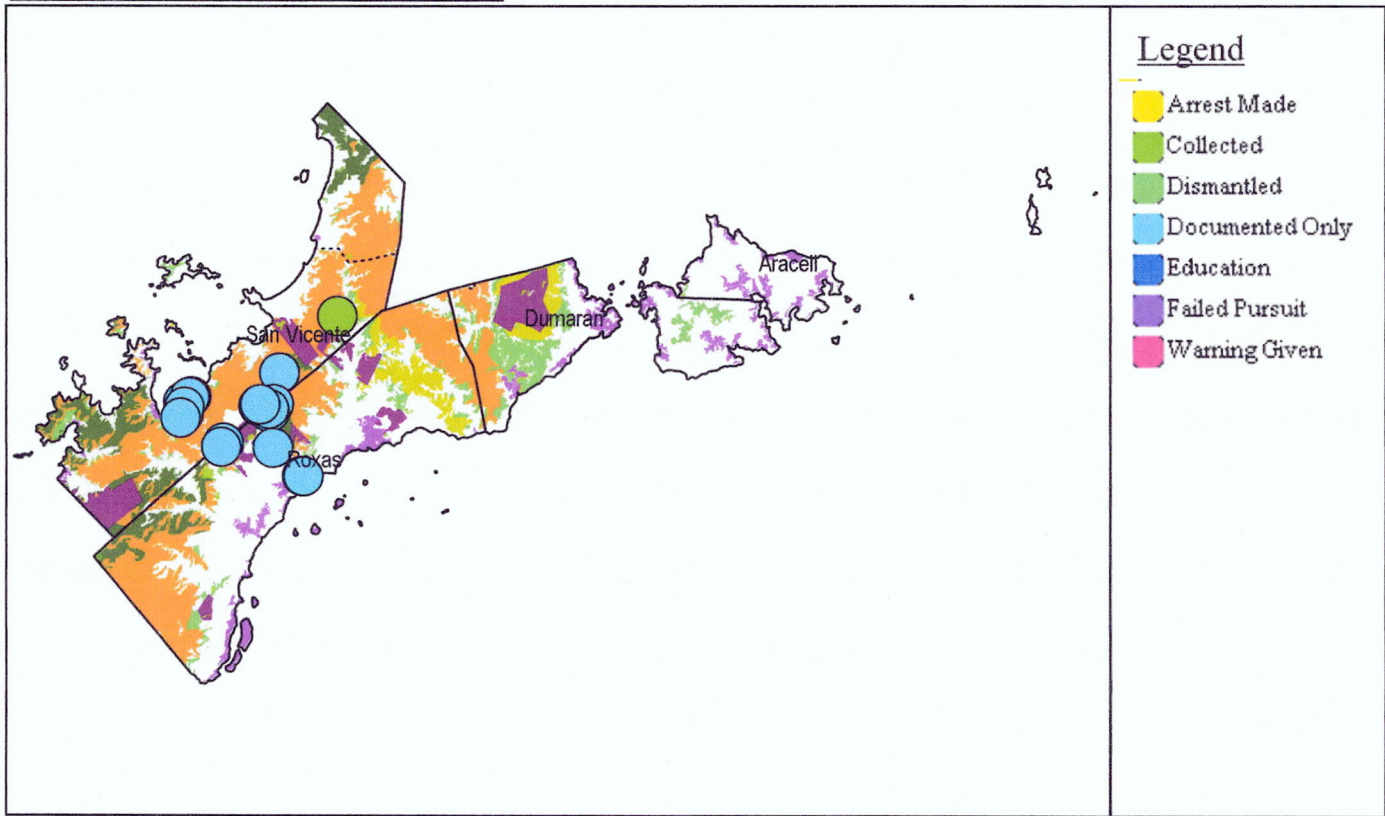 San Vicente
Dumaran
Araceli
Roxas
Legend
Arrest Made
Collected
Dismantled
Documented Only
Education
Failed Pursuit
Warning Given